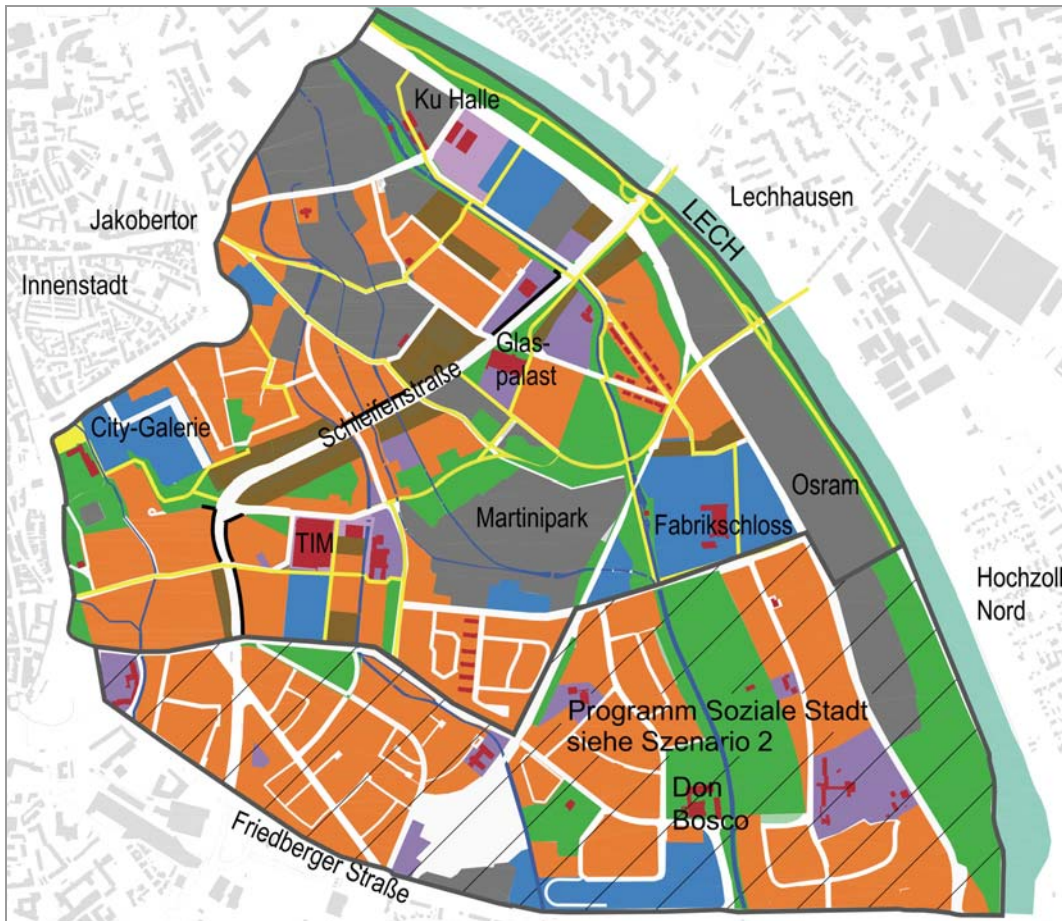 Ku Halle
Lechhausen
Jakobertor
LECH
Innenstadt
Glas-
palast
Schleifenstraße
City-Galerie
Osram
Martinipark
Fabrikschloss
TIM
Hochzoll
Nord
Programm Soziale Stadt
siehe Szenario 2
Don
Bosco
Friedberger Straße